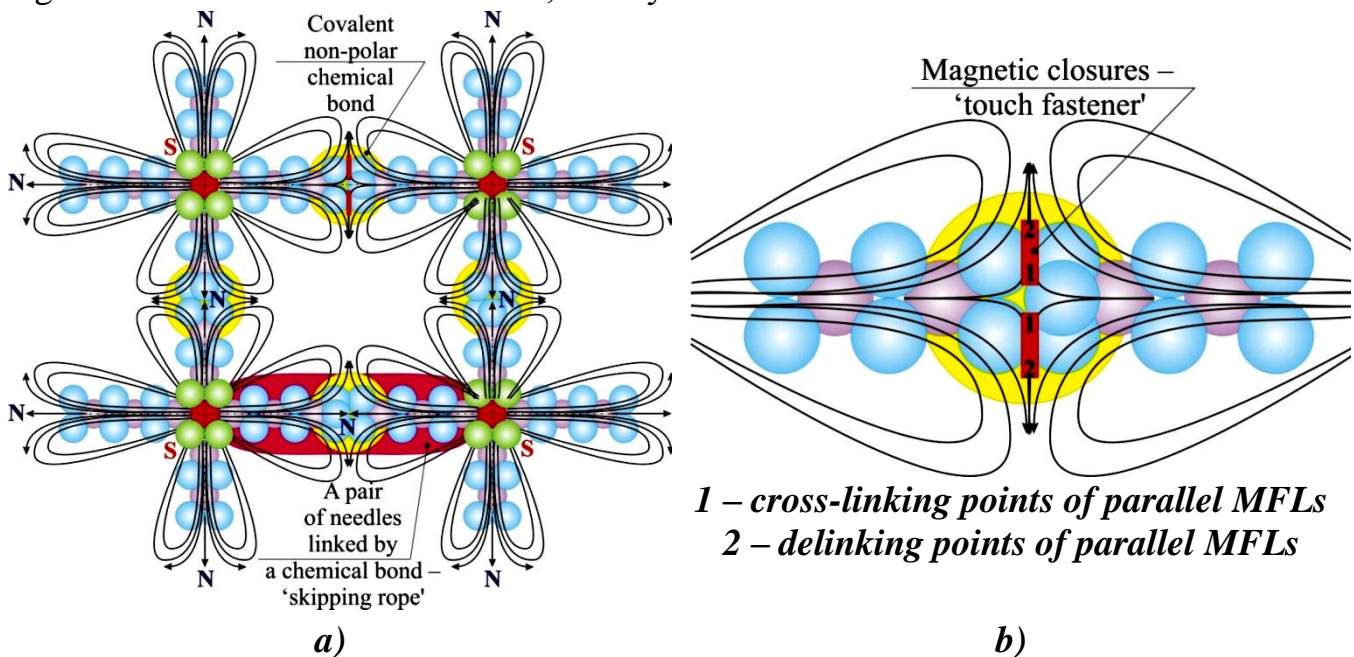 N
N
Covalent
non-polar
chemical
bond
S
S
N
N
N
N
N
N
S
S
A pair
of needles
linked by
a chemical bond –
‘skipping rope'
N
N
a)
Magnetic closures –
‘touch fastener'
2
1
1
2
1 – cross-linking points of parallel MFLs
2 – delinking points of parallel MFLs
b)